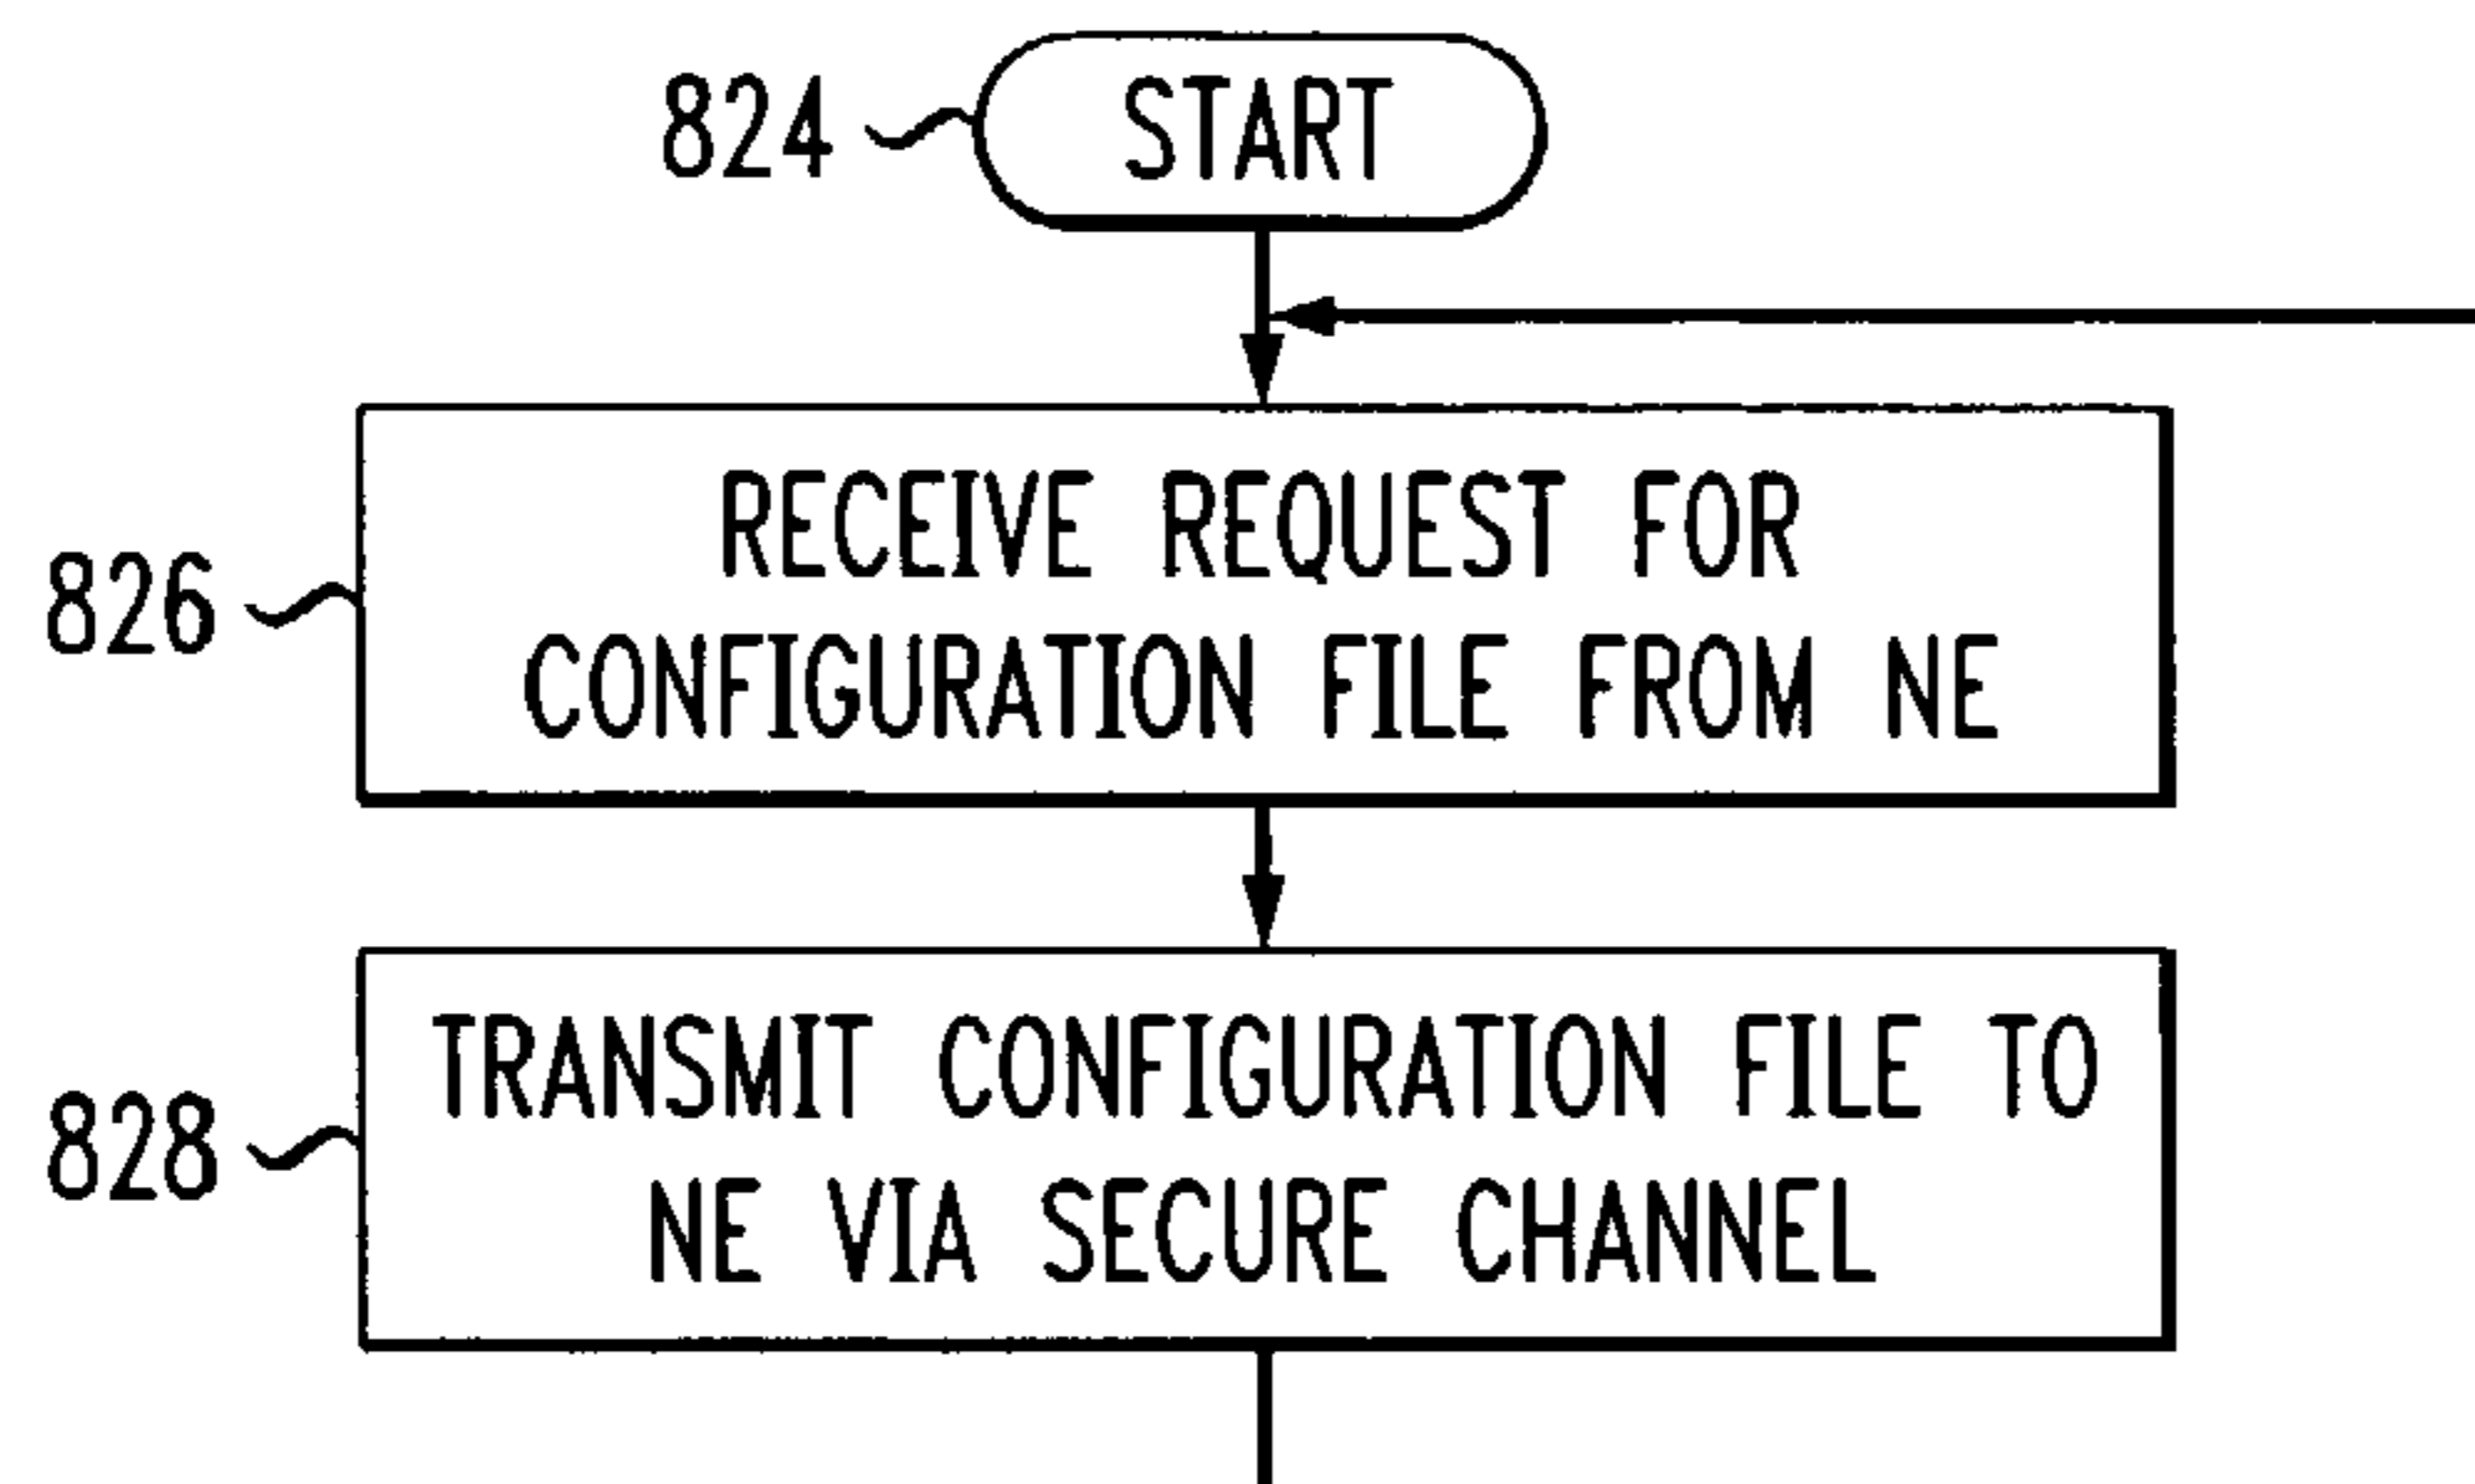 824 START
RECEIVE REQUEST FOR
826
CONFIGURATION FILE FROM NE
TRANSMIT CONFIGURATION FILE TO
828
NE VIA SECURE CHANNEL